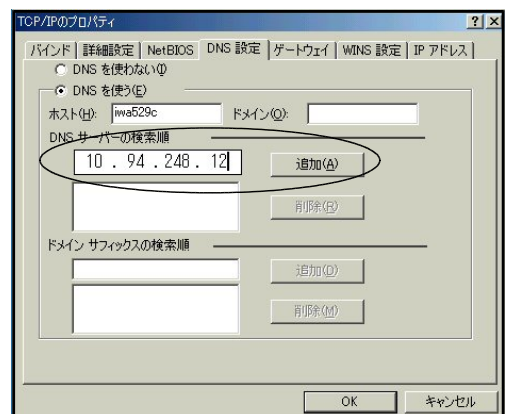 TCP/IPのプロパティ
? ×
バインド 詳細設定 NetBIOS DNS 設定 ゲートウェイ WINS 設定 IP アドレス
DNS を使わない(I)
DNS を使う(E)
ホスト(H): iwa529c ドメイン(O):
DNS サーバーの検索順
10 . 94 . 248 . 12 追加(A)
削除(R)
ドメイン サフィックスの検索順
追加(D)
削除(M)
OK キャンセル